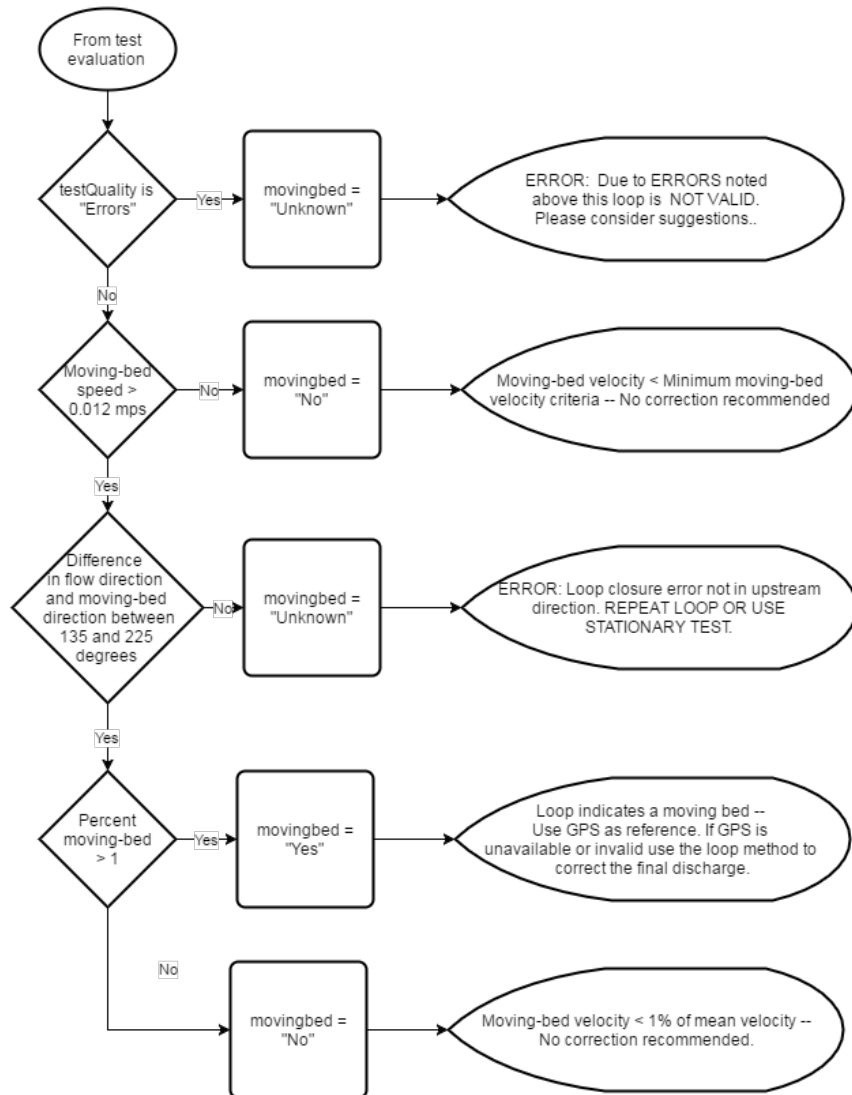 From test
evaluation
testQuality is
"Errors"
Yes
movingbed =
"Unknown"
ERROR:  Due to ERRORS noted
above this loop is  NOT VALID.
Please consider suggestions..
No
Moving-bed
speed >
0.012 mps
No
movingbed =
"No"
Moving-bed velocity < Minimum moving-bed
velocity criteria -- No correction recommended
Yes
Difference
in flow direction
and moving-bed
direction between
135 and 225
degrees
No
movingbed =
"Unknown"
ERROR: Loop closure error not in upstream
direction. REPEAT LOOP OR USE
STATIONARY TEST.
Yes
Percent
moving-bed
> 1
Yes
movingbed =
"Yes"
Loop indicates a moving bed --
Use GPS as reference. If GPS is
unavailable or invalid use the loop method to
correct the final discharge.
No
movingbed =
"No"
Moving-bed velocity < 1% of mean velocity --
No correction recommended.